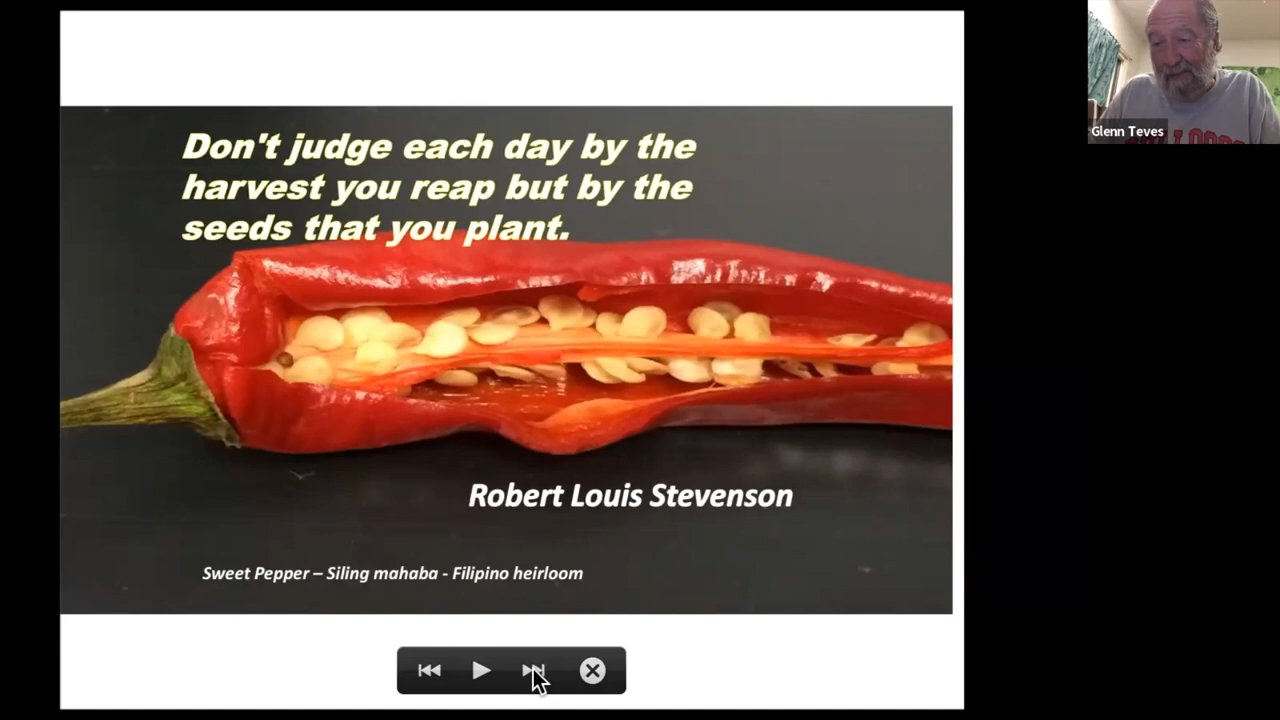 Don't judge each day by the
harvest you reap but by the
seeds that you plant.
Robert Louis Stevenson
Sweet Pepper – Siling mahaba - Filipino heirloom
Glenn Teves